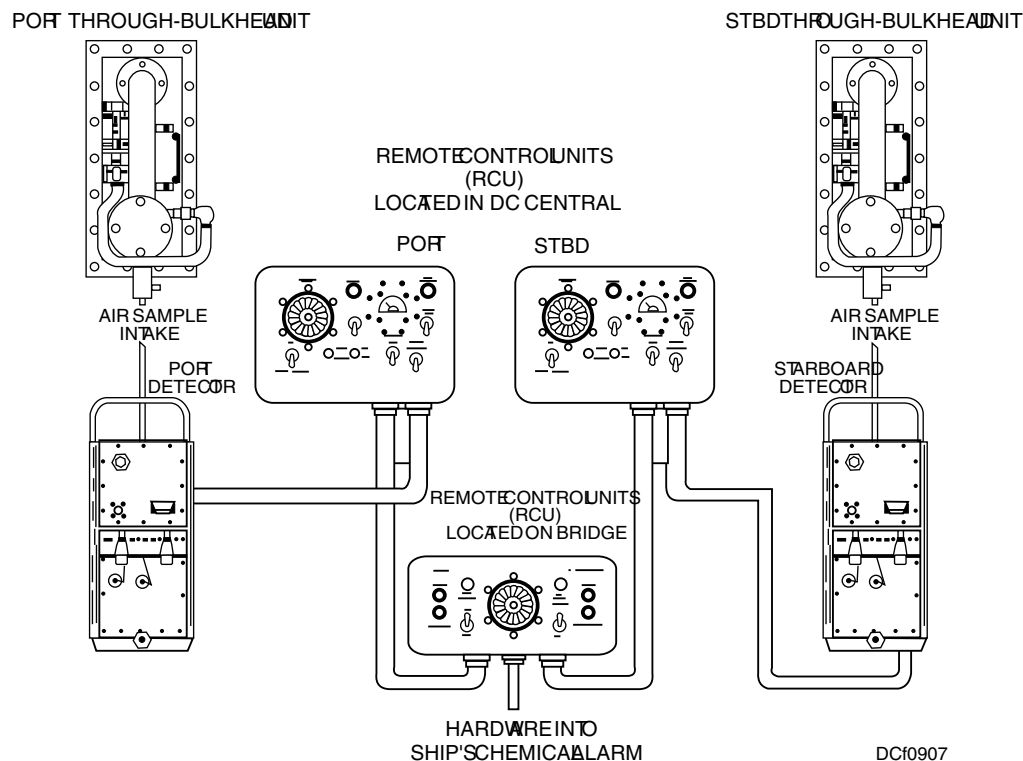 PORT THROUGH-BULKHEAD UNIT
STBD THROUGH-BULKHEAD UNIT
REMOTE CONTROL UNITS
(RCU)
LOCATED IN DC CENTRAL
PORT
STBD
AIR SAMPLE
INTAKE
AIR SAMPLE
INTAKE
PORT
DETECTOR
STARBOARD
DETECTOR
REMOTE CONTROL UNITS
(RCU)
LOCATED ON BRIDGE
HARDWARE INTO
SHIP'S CHEMICAL ALARM
DCf0907